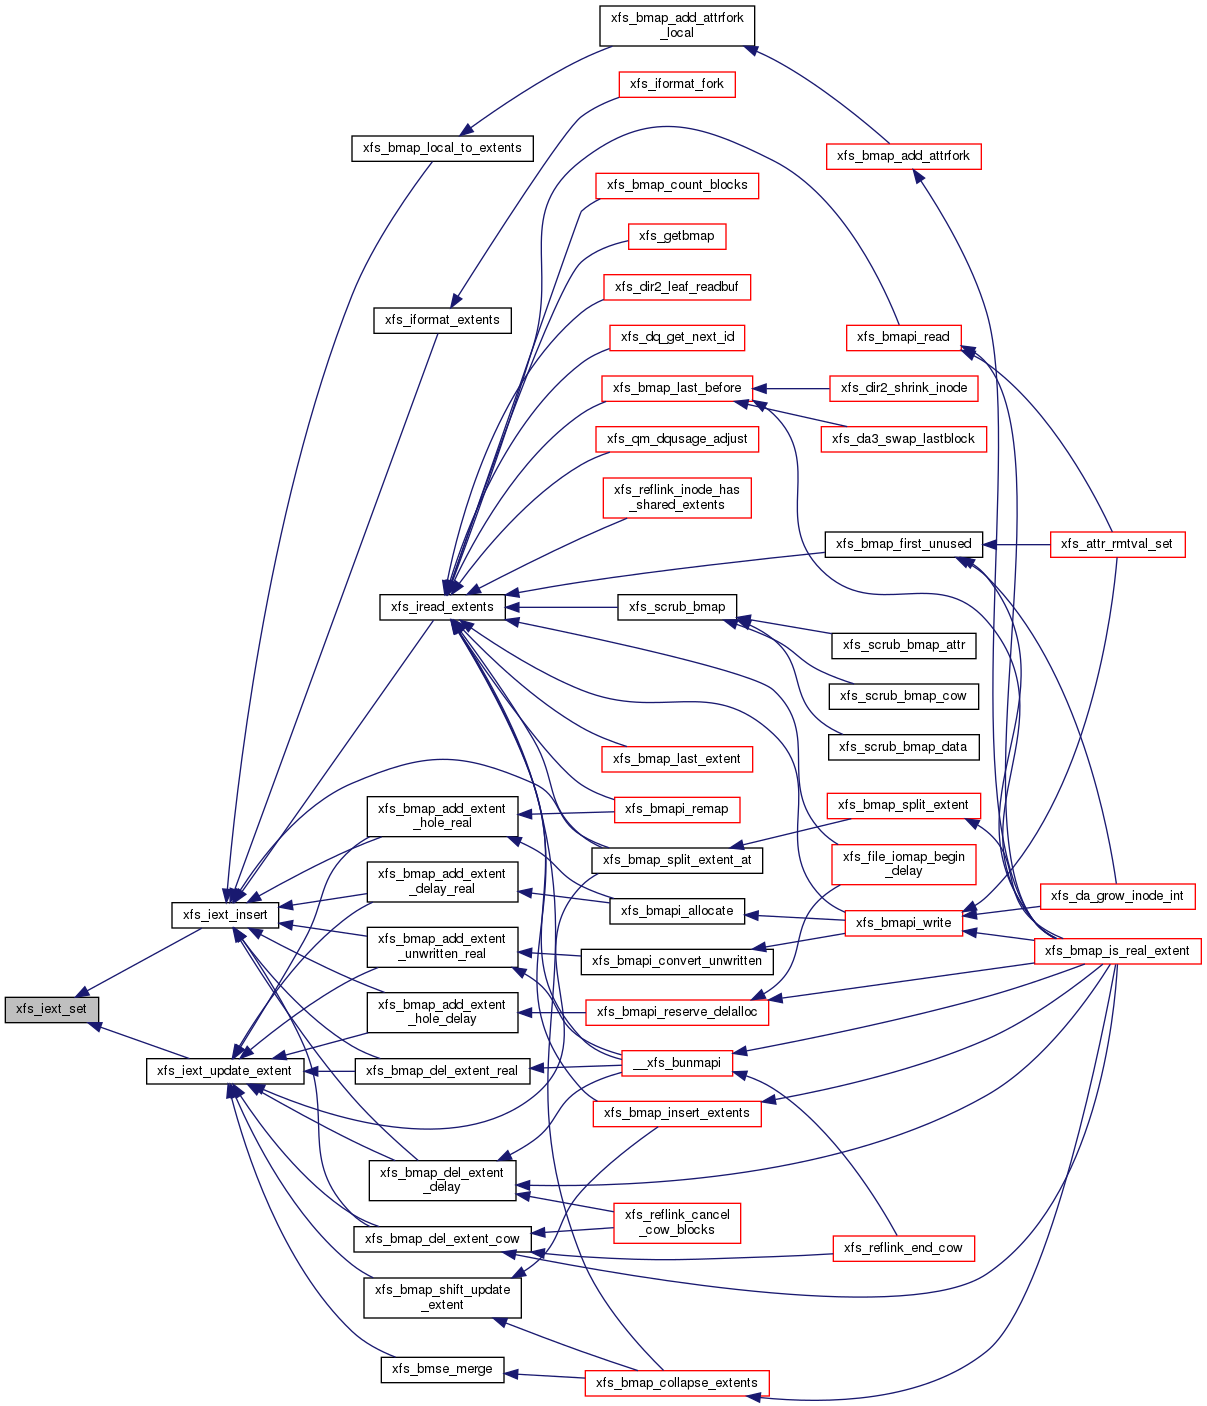 xfs_bmap_add_attrfork
_local
xfs_iformat_fork
xfs_bmap_local_to_extents
xfs_bmap_add_attrfork
xfs_bmap_count_blocks
xfs_getbmap
xfs_dir2_leaf_readbuf
xfs_iformat_extents
xfs_dq_get_next_id
xfs_bmapi_read
xfs_bmap_last_before
xfs_dir2_shrink_inode
xfs_qm_dqusage_adjust
xfs_da3_swap_lastblock
xfs_reflink_inode_has
_shared_extents
xfs_bmap_first_unused
xfs_attr_rmtval_set
xfs_iread_extents
xfs_scrub_bmap
xfs_scrub_bmap_attr
xfs_scrub_bmap_cow
xfs_scrub_bmap_data
xfs_bmap_last_extent
xfs_bmap_add_extent
_hole_real
xfs_bmapi_remap
xfs_bmap_split_extent
xfs_bmap_split_extent_at
xfs_file_iomap_begin
_delay
xfs_bmap_add_extent
_delay_real
xfs_da_grow_inode_int
xfs_iext_insert
xfs_bmapi_allocate
xfs_bmapi_write
xfs_bmap_add_extent
_unwritten_real
xfs_bmap_is_real_extent
xfs_bmapi_convert_unwritten
xfs_iext_set
xfs_bmap_add_extent
_hole_delay
xfs_bmapi_reserve_delalloc
xfs_iext_update_extent
xfs_bmap_del_extent_real
__xfs_bunmapi
xfs_bmap_insert_extents
xfs_bmap_del_extent
_delay
xfs_reflink_cancel
_cow_blocks
xfs_bmap_del_extent_cow
xfs_reflink_end_cow
xfs_bmap_shift_update
_extent
xfs_bmse_merge
xfs_bmap_collapse_extents